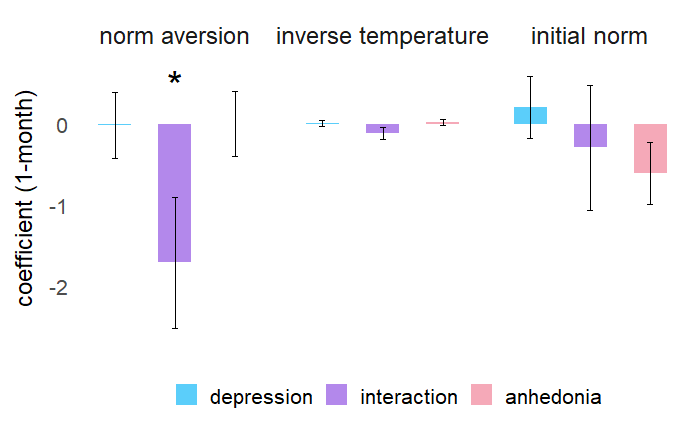 norm aversion inverse temperature initial norm
*
coefficient (1-month)
0
-1
-2
depression interaction anhedonia